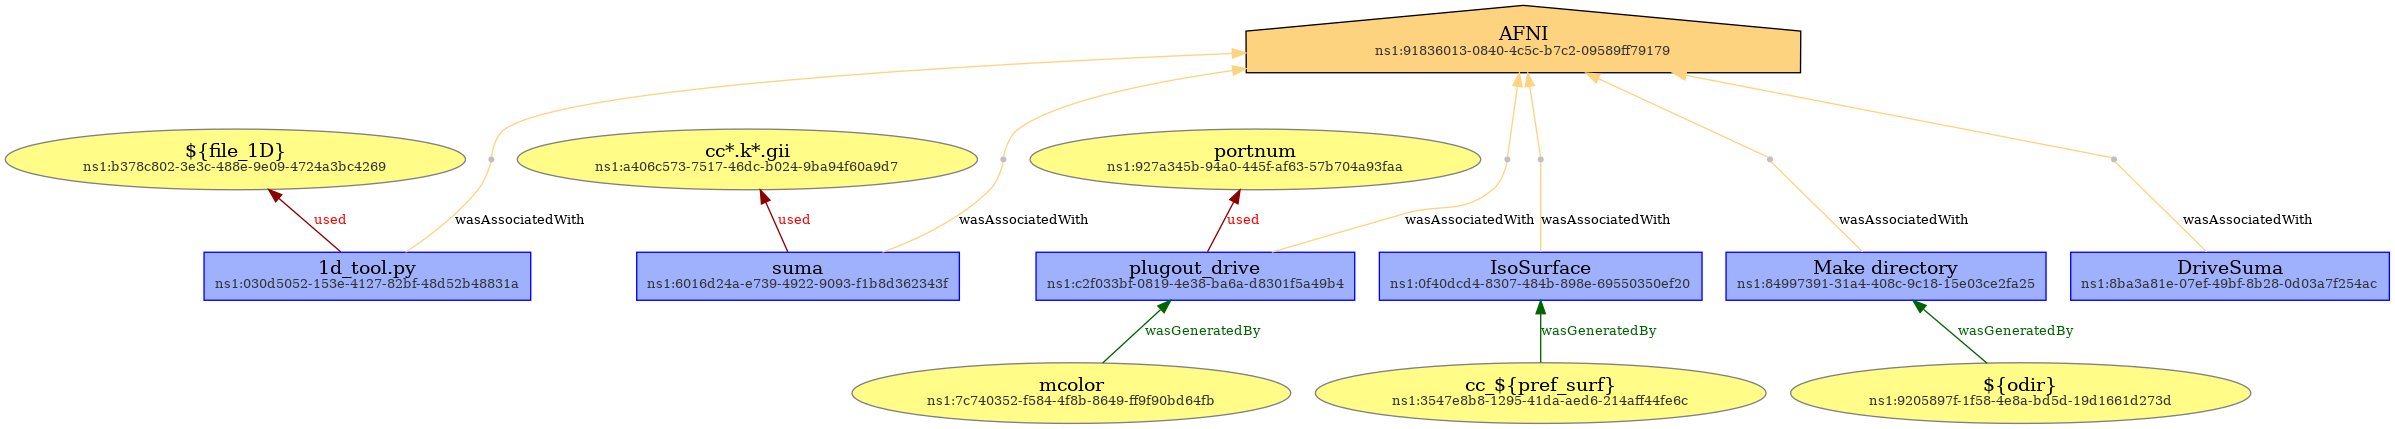 AFNI
ns1:91836013-0840-4c5c-b7c2-09589ff79179
${file_1D}
ns1:b378c802-3e3c-488e-9e09-4724a3bc4269
cc*.k*.gii
ns1:a406c573-7517-46dc-b024-9ba94f60a9d7
portnum
ns1:927a345b-94a0-445f-af63-57b704a93faa
used
wasAssociatedWith
used
wasAssociatedWith
used
wasAssociatedWith
wasAssociatedWith
wasAssociatedWith
wasAssociatedWith
1d_tool.py
ns1:030d5052-153e-4127-82bf-48d52b48831a
suma
ns1:6016d24a-e739-4922-9093-f1b8d362343f
plugout_drive
ns1:c2f033bf-0819-4e38-ba6a-d8301f5a49b4
IsoSurface
ns1:0f40dcd4-8307-484b-898e-69550350ef20
Make directory
ns1:84997391-31a4-408c-9c18-15e03ce2fa25
DriveSuma
ns1:8ba3a81e-07ef-49bf-8b28-0d03a7f254ac
wasGeneratedBy
wasGeneratedBy
wasGeneratedBy
mcolor
ns1:7c740352-f584-4f8b-8649-ff9f90bd64fb
cc_${pref_surf}
ns1:3547e8b8-1295-41da-aed6-214aff44fe6c
${odir}
ns1:9205897f-1f58-4e8a-bd5d-19d1661d273d